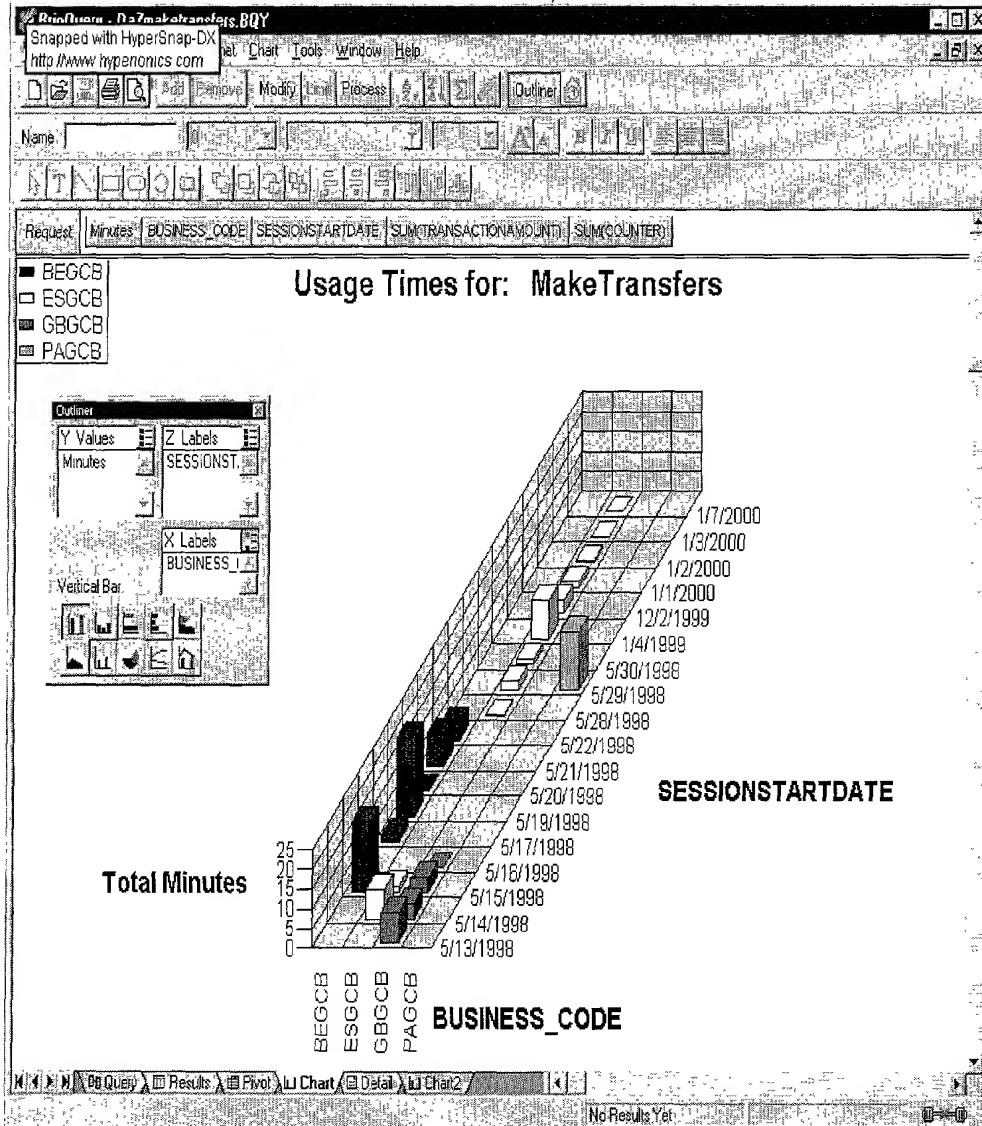 BrioQuery - Da7maketransfers.BQY
Snapped with HyperSnap-DX
http://www.hyperionics.com
Chart Tools Window Help
Add Remove Modify Limit Process Outliner
Name
Request Minutes BUSINESS_CODE SESSIONSTARTDATE SUM(TRANSACTIONAMOUNT) SUM(COUNTER)
BEGCB
ESGCB
GBGCB
PAGCB
Usage Times for: MakeTransfers
Outliner
Y Values Z Labels
Minutes SESSIONST
X Labels
BUSINESS_
Vertical Bar
1/7/2000
1/3/2000
1/2/2000
1/1/2000
12/2/1999
1/4/1999
5/30/1998
5/29/1998
5/28/1998
5/22/1998
5/21/1998
5/20/1998
5/19/1998
5/17/1998
5/16/1998
5/15/1998
5/14/1998
5/13/1998
SESSIONSTARTDATE
Total Minutes
25
20
15
10
5
0
BEGCB
ESGCB
GBGCB
PAGCB
BUSINESS_CODE
Query Results Pivot Chart Detail Chart2
No Results Yet